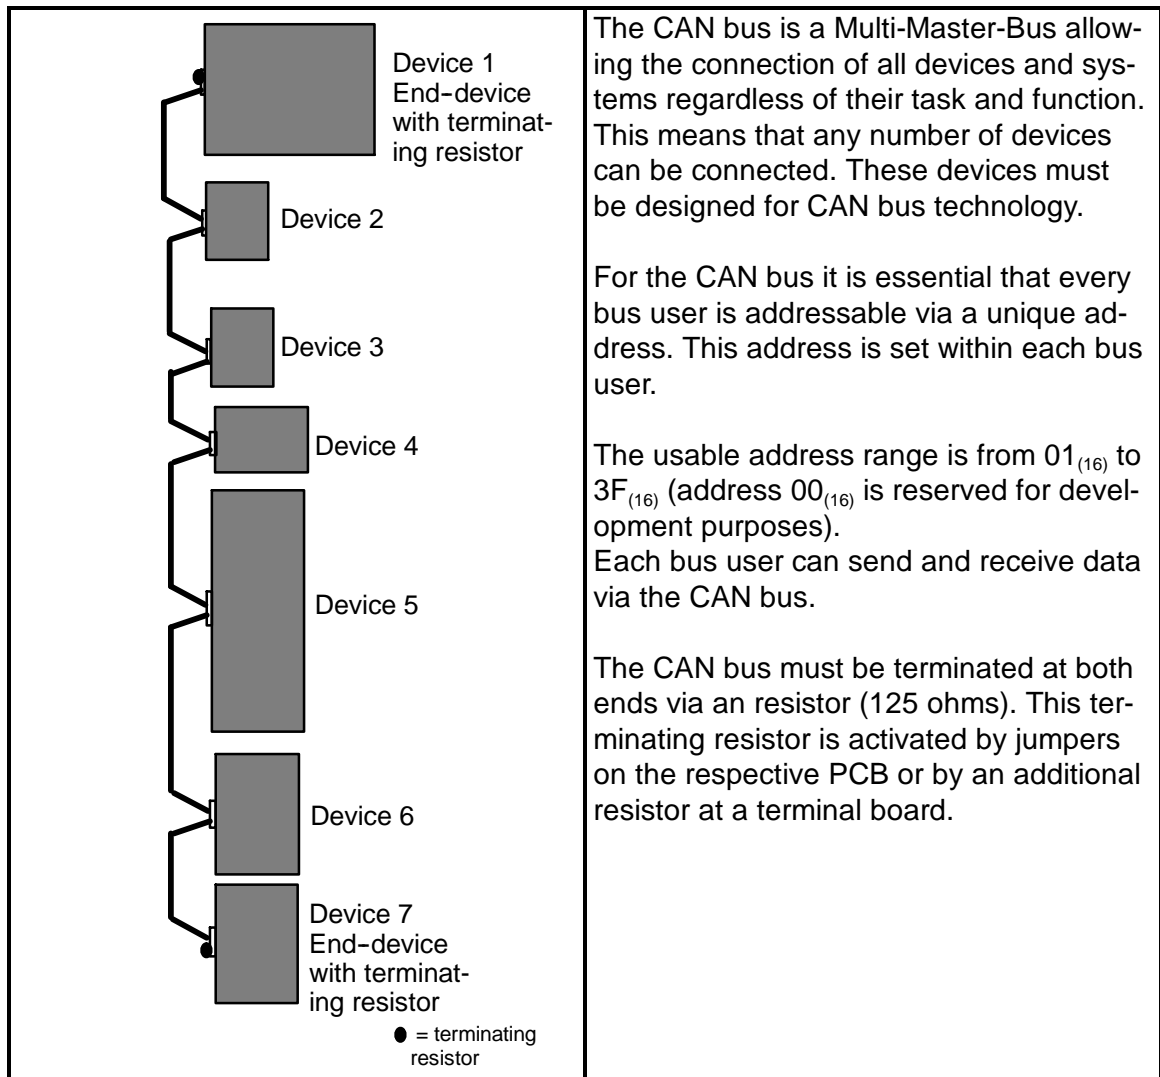 Device 1
End-device
with terminat-
ing resistor
Device 2
Device 3
Device 4
Device 5
Device 6
Device 7
End-device
with terminat-
ing resistor
● = terminating
resistor
The CAN bus is a Multi-Master-Bus allow-
ing the connection of all devices and sys-
tems regardless of their task and function.
This means that any number of devices
can be connected. These devices must
be designed for CAN bus technology.
For the CAN bus it is essential that every
bus user is addressable via a unique ad-
dress. This address is set within each bus
user.
The usable address range is from 01(16) to
3F(16) (address 00(16) is reserved for devel-
opment purposes).
Each bus user can send and receive data
via the CAN bus.
The CAN bus must be terminated at both
ends via an resistor (125 ohms). This ter-
minating resistor is activated by jumpers
on the respective PCB or by an additional
resistor at a terminal board.